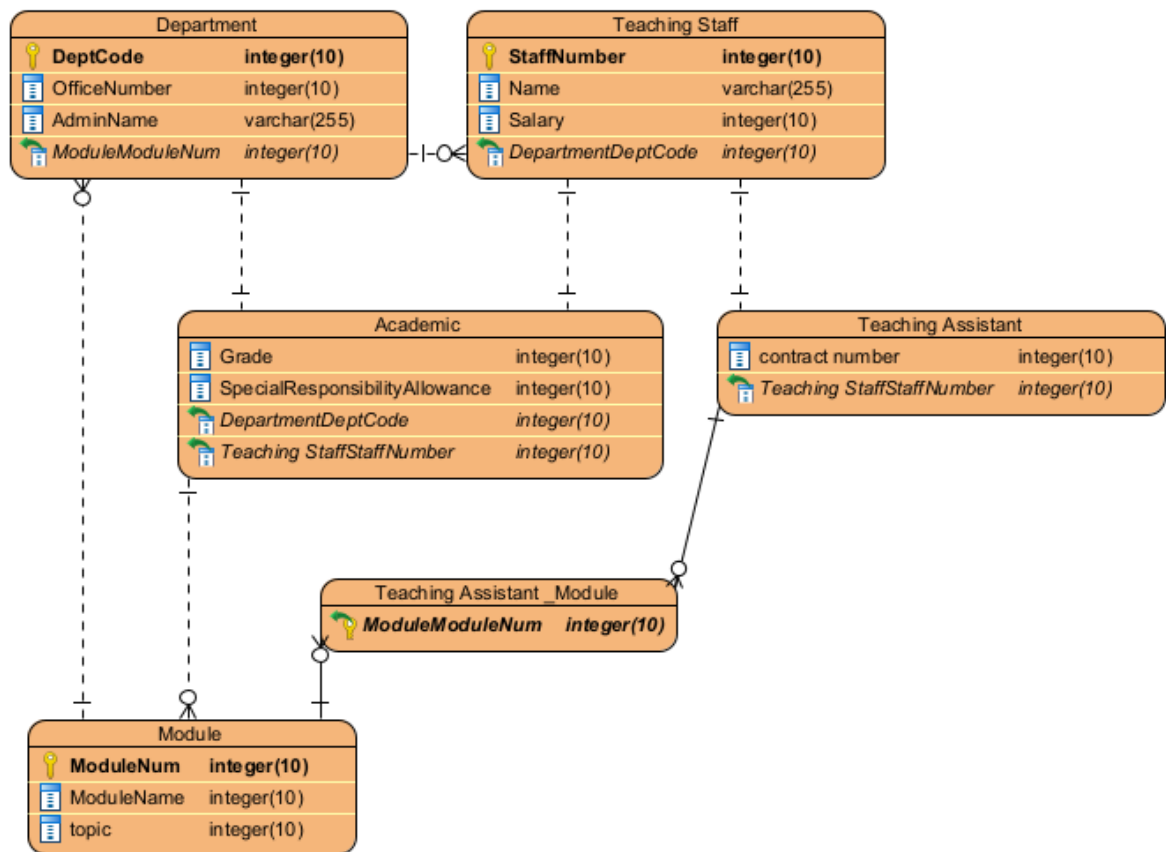 Department
DeptCode integer(10)
OfficeNumber integer(10)
AdminName varchar(255)
ModuleModuleNum integer(10)
Teaching Staff
StaffNumber integer(10)
Name varchar(255)
Salary integer(10)
DepartmentDeptCode integer(10)
Academic
Grade integer(10)
SpecialResponsibilityAllowance integer(10)
DepartmentDeptCode integer(10)
Teaching StaffStaffNumber integer(10)
Teaching Assistant
contract number integer(10)
Teaching StaffStaffNumber integer(10)
Teaching Assistant _Module
ModuleModuleNum integer(10)
Module
ModuleNum integer(10)
ModuleName integer(10)
topic integer(10)